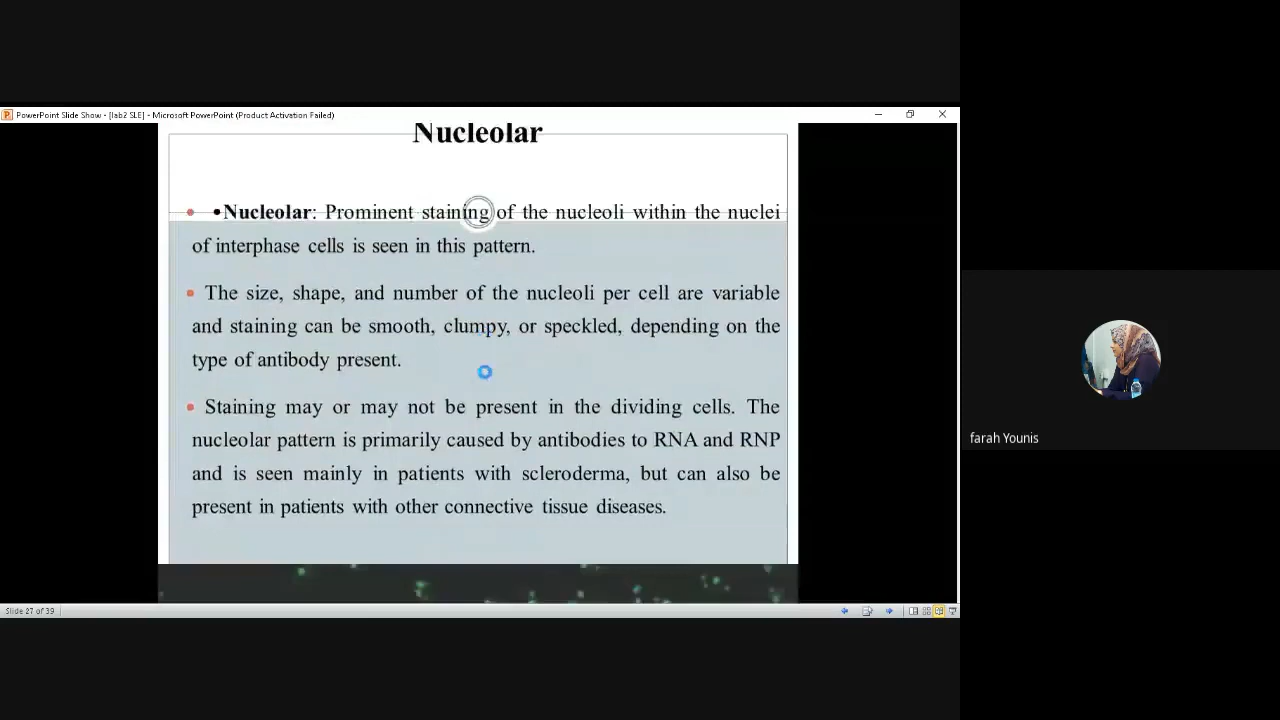 PowerPoint Slide Show - [lab2 SLE] - Microsoft PowerPoint (Product Activation Failed)
Nucleolar
• •Nucleolar: Prominent staining of the nucleoli within the nuclei
of interphase cells is seen in this pattern.
• The size, shape, and number of the nucleoli per cell are variable
and staining can be smooth, clumpy, or speckled, depending on the
type of antibody present.
• Staining may or may not be present in the dividing cells. The
nucleolar pattern is primarily caused by antibodies to RNA and RNP
and is seen mainly in patients with scleroderma, but can also be
present in patients with other connective tissue diseases.
farah Younis
Slide 27 of 39